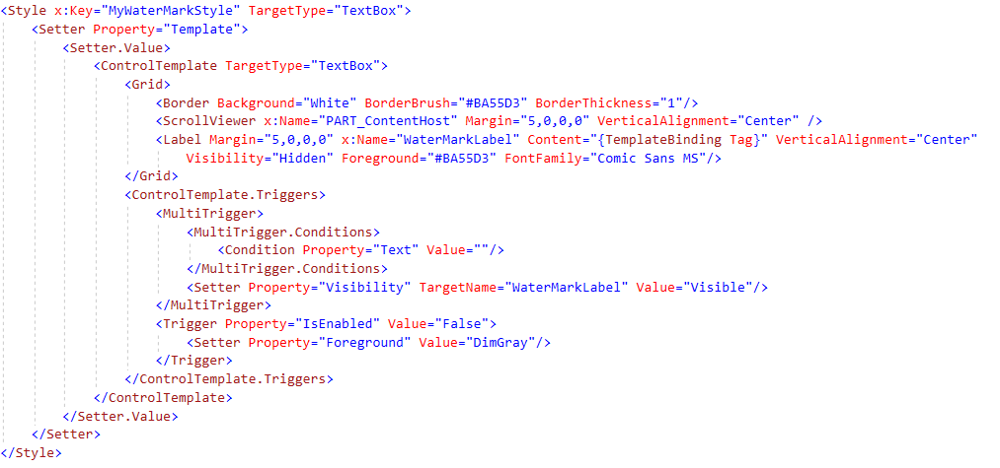 <Style x:Key="MyWaterMarkStyle" TargetType="TextBox">
    <Setter Property="Template">
        <Setter.Value>
            <ControlTemplate TargetType="TextBox">
                <Grid>
                    <Border Background="White" BorderBrush="#BA55D3" BorderThickness="1"/>
                    <ScrollViewer x:Name="PART_ContentHost" Margin="5,0,0,0" VerticalAlignment="Center" />
                    <Label Margin="5,0,0,0" x:Name="WaterMarkLabel" Content="{TemplateBinding Tag}" VerticalAlignment="Center"
                        Visibility="Hidden" Foreground="#BA55D3" FontFamily="Comic Sans MS"/>
                </Grid>
                <ControlTemplate.Triggers>
                    <MultiTrigger>
                        <MultiTrigger.Conditions>
                            <Condition Property="Text" Value=""/>
                        </MultiTrigger.Conditions>
                        <Setter Property="Visibility" TargetName="WaterMarkLabel" Value="Visible"/>
                    </MultiTrigger>
                    <Trigger Property="IsEnabled" Value="False">
                        <Setter Property="Foreground" Value="DimGray"/>
                    </Trigger>
                </ControlTemplate.Triggers>
            </ControlTemplate>
        </Setter.Value>
    </Setter>
</Style>